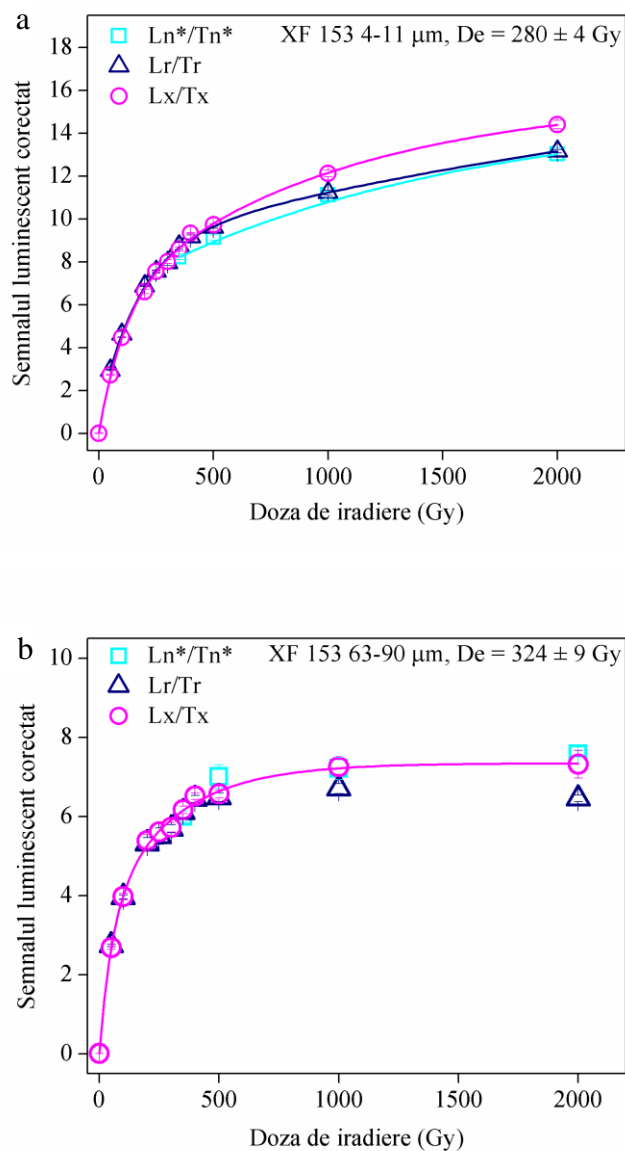 a
XF 153 4-11 μm, De = 280 ± 4 Gy
Ln*/Tn*
Lr/Tr
Lx/Tx
18
16
14
12
10
8
6
4
2
0
Semnalul luminescent corectat
0 500 1000 1500 2000
Doza de iradiere (Gy)
b
XF 153 63-90 μm, De = 324 ± 9 Gy
Ln*/Tn*
Lr/Tr
Lx/Tx
10
8
6
4
2
0
Semnalul luminescent corectat
0 500 1000 1500 2000
Doza de iradiere (Gy)